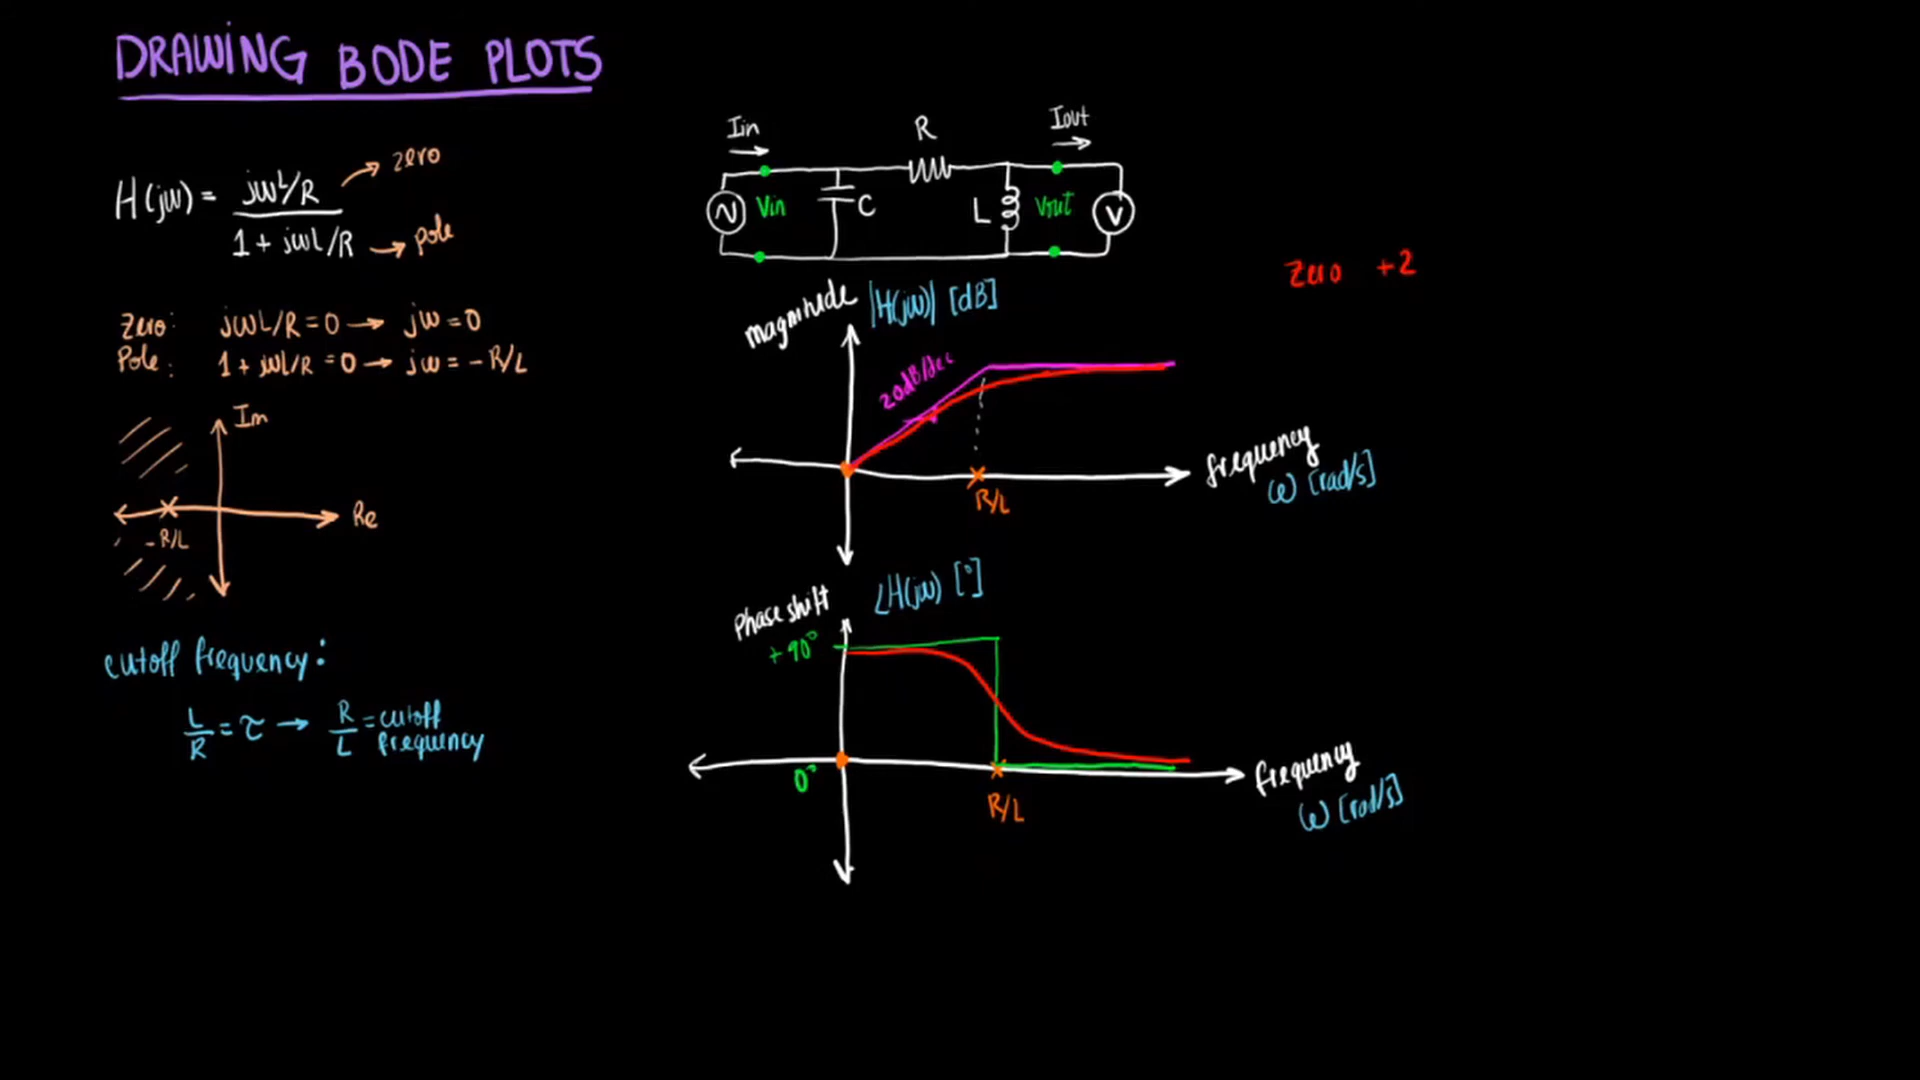 DRAWING BODE PLOTS
H(jω) = jωL/R → zero
1 + jωL/R → pole
Zero: jωL/R = 0 → jω = 0
Pole: 1 + jωL/R = 0 → jω = -R/L
Im
Re
-R/L
cutoff frequency:
L/R = τ → R/L = cutoff frequency
Iin
R
Iout
Vin
C
L
Vout
V
Zero +2
magnitude |H(jω)| [dB]
20dB/dec
frequency
ω [rad/s]
R/L
Phase shift ∠H(jω) [°]
+90°
0°
frequency
ω [rad/s]
R/L